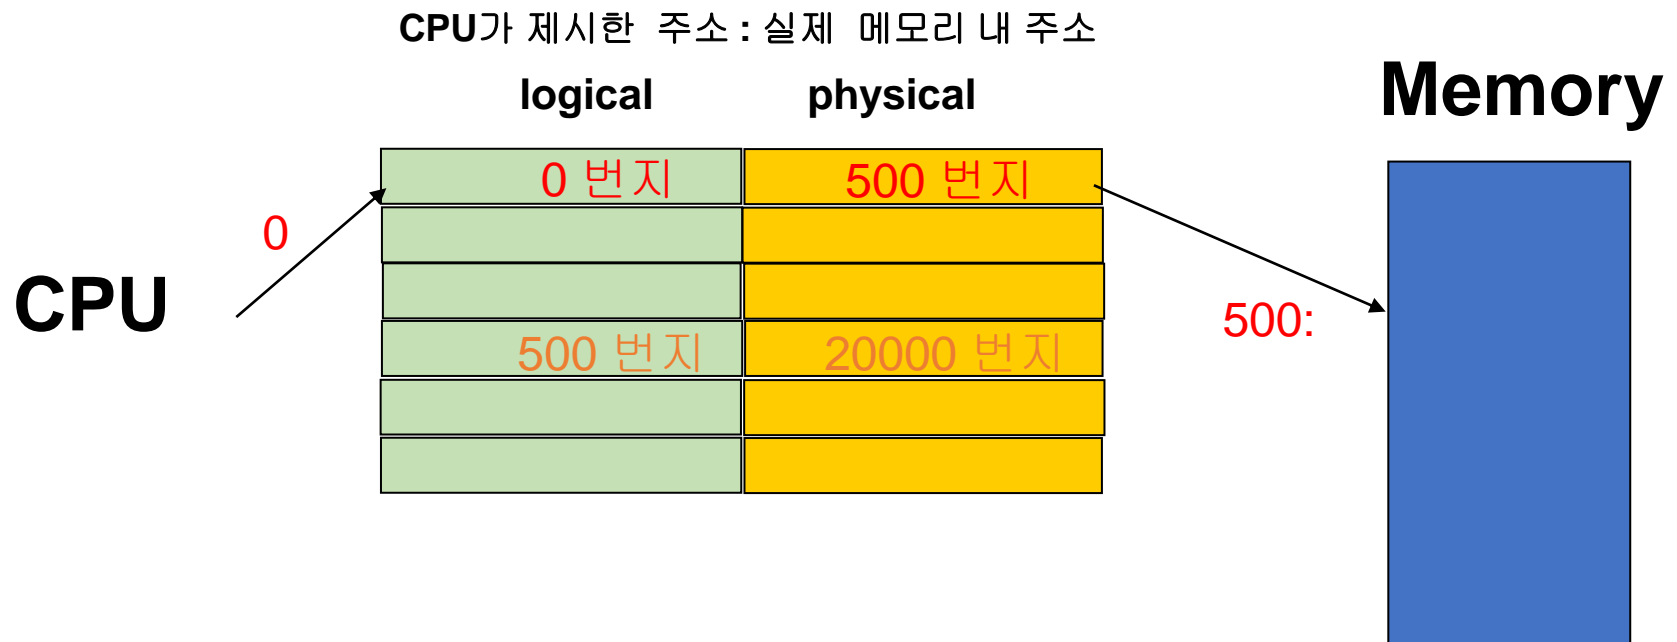 CPU가 제시한 주소 : 실제 메모리 내 주소
logical physical
Memory
0 번지 500 번지
0
CPU
500:
500 번지 20000 번지